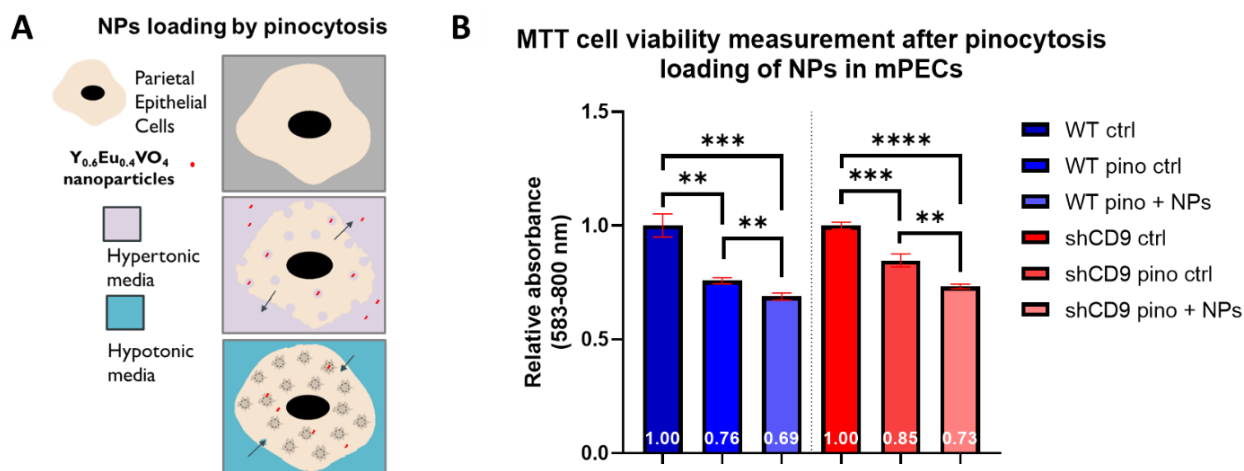 A
NPs loading by pinocytosis
Parietal
Epithelial
Cells
Y0.6Eu0.4VO4
nanoparticles
Hypertonic
media
Hypotonic
media
B
MTT cell viability measurement after pinocytosis
loading of NPs in mPECs
Relative absorbance
(583-800 nm)
1.5
1.0
0.5
0.0
***
**
**
****
***
**
1.00
0.76
0.69
1.00
0.85
0.73
WT ctrl
WT pino ctrl
WT pino + NPs
shCD9 ctrl
shCD9 pino ctrl
shCD9 pino + NPs